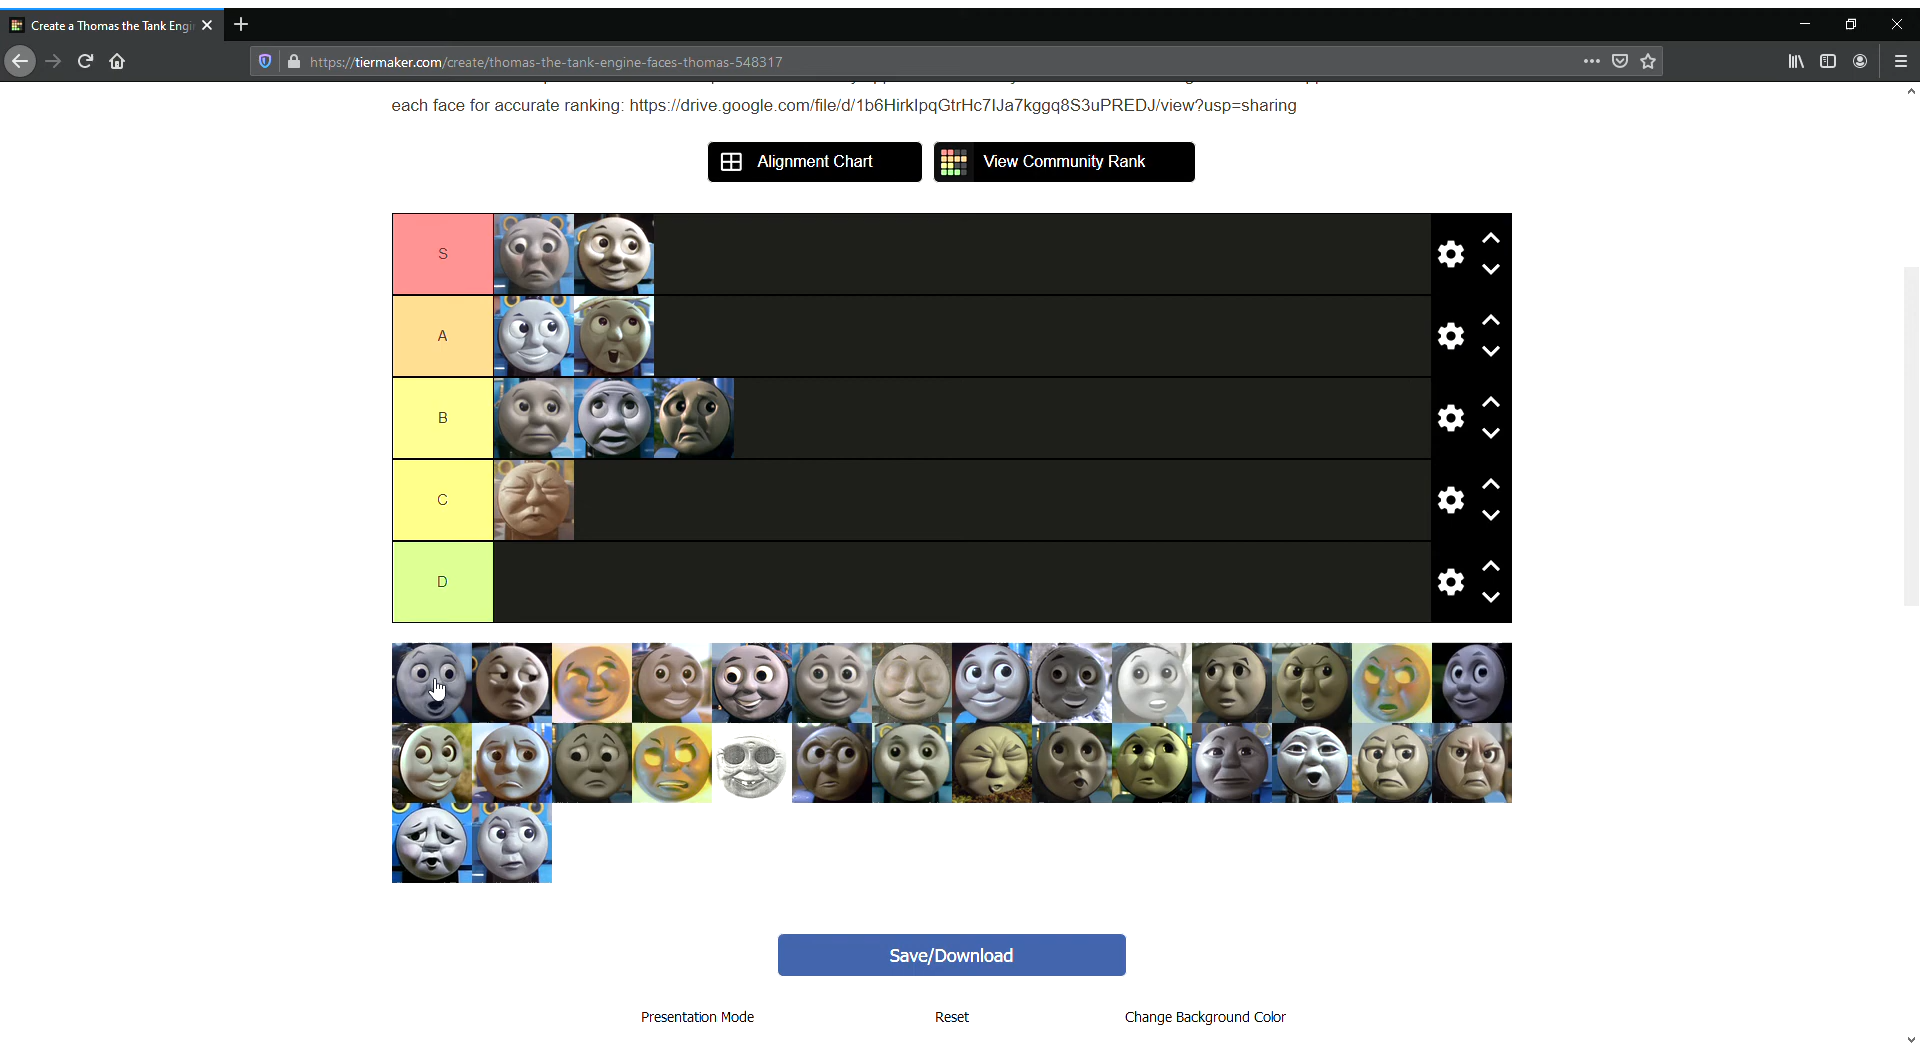 Create a Thomas the Tank Engi
https://tiermaker.com/create/thomas-the-tank-engine-faces-thomas-548317
each face for accurate ranking: https://drive.google.com/file/d/1b6HirkIpqGtrHc7IJa7kggq8S3uPREDJ/view?usp=sharing
Alignment Chart
View Community Rank
S
A
B
C
D
Save/Download
Presentation Mode
Reset
Change Background Color